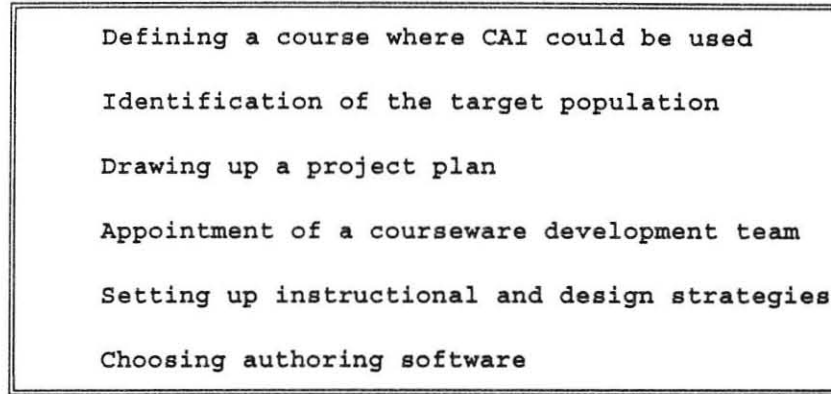 Defining a course where CAI could be used
Identification of the target population
Drawing up a project plan
Appointment of a courseware development team
Setting up instructional and design strategies
Choosing authoring software